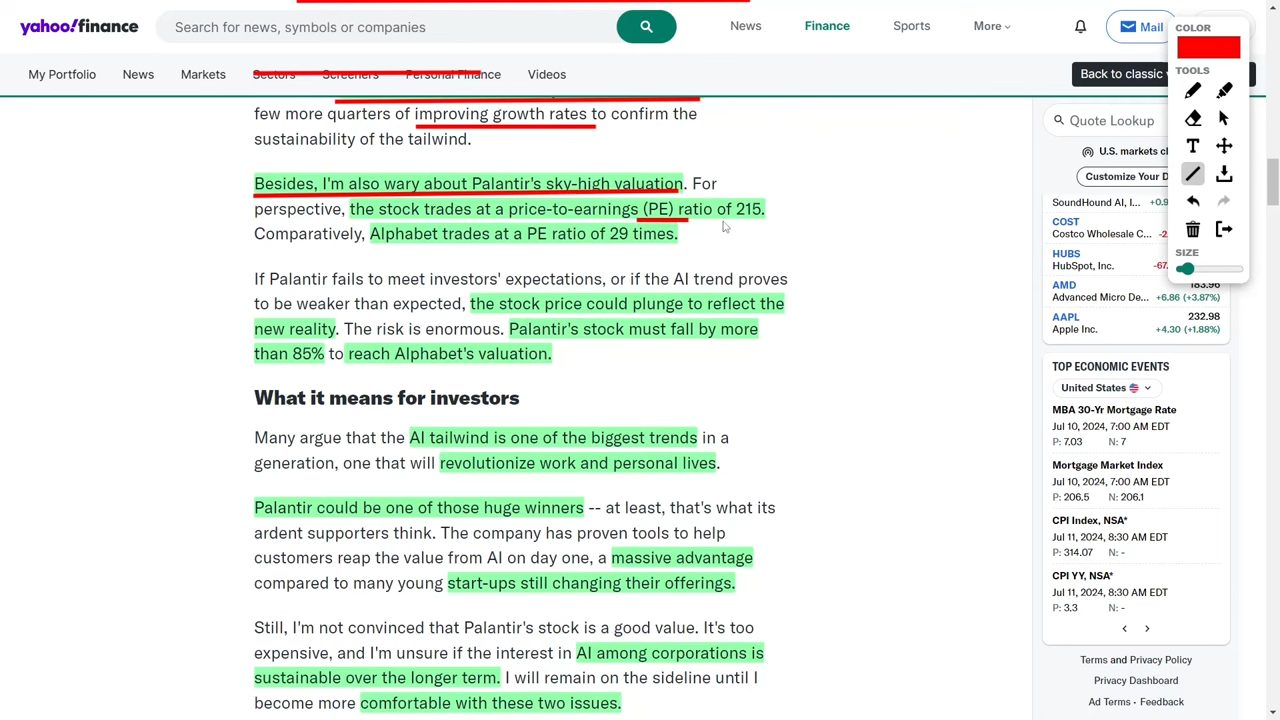 yahoo!finance
Search for news, symbols or companies
News
Finance
Sports
More
Mail
My Portfolio
News
Markets
Sectors
Screeners
Personal Finance
Videos
Back to classic
COLOR
TOOLS
T
SIZE
few more quarters of improving growth rates to confirm the
sustainability of the tailwind.
Besides, I'm also wary about Palantir's sky-high valuation. For
perspective, the stock trades at a price-to-earnings (PE) ratio of 215.
Comparatively, Alphabet trades at a PE ratio of 29 times.
If Palantir fails to meet investors' expectations, or if the AI trend proves
to be weaker than expected, the stock price could plunge to reflect the
new reality. The risk is enormous. Palantir's stock must fall by more
than 85% to reach Alphabet's valuation.
What it means for investors
Many argue that the AI tailwind is one of the biggest trends in a
generation, one that will revolutionize work and personal lives.
Palantir could be one of those huge winners -- at least, that's what its
ardent supporters think. The company has proven tools to help
customers reap the value from AI on day one, a massive advantage
compared to many young start-ups still changing their offerings.
Still, I'm not convinced that Palantir's stock is a good value. It's too
expensive, and I'm unsure if the interest in AI among corporations is
sustainable over the longer term. I will remain on the sideline until I
become more comfortable with these two issues.
Quote Lookup
U.S. markets cl
Customize Your D
SoundHound AI, I... +0.9
COST
Costco Wholesale C... -2.
HUBS
HubSpot, Inc. -67.
AMD 183.96
Advanced Micro De... +6.86 (+3.87%)
AAPL 232.98
Apple Inc. +4.30 (+1.88%)
TOP ECONOMIC EVENTS
United States
MBA 30-Yr Mortgage Rate
Jul 10, 2024, 7:00 AM EDT
P: 7.03 N: 7
Mortgage Market Index
Jul 10, 2024, 7:00 AM EDT
P: 206.5 N: 206.1
CPI Index, NSA*
Jul 11, 2024, 8:30 AM EDT
P: 314.07 N: -
CPI YY, NSA*
Jul 11, 2024, 8:30 AM EDT
P: 3.3 N: -
Terms and Privacy Policy
Privacy Dashboard
Ad Terms • Feedback